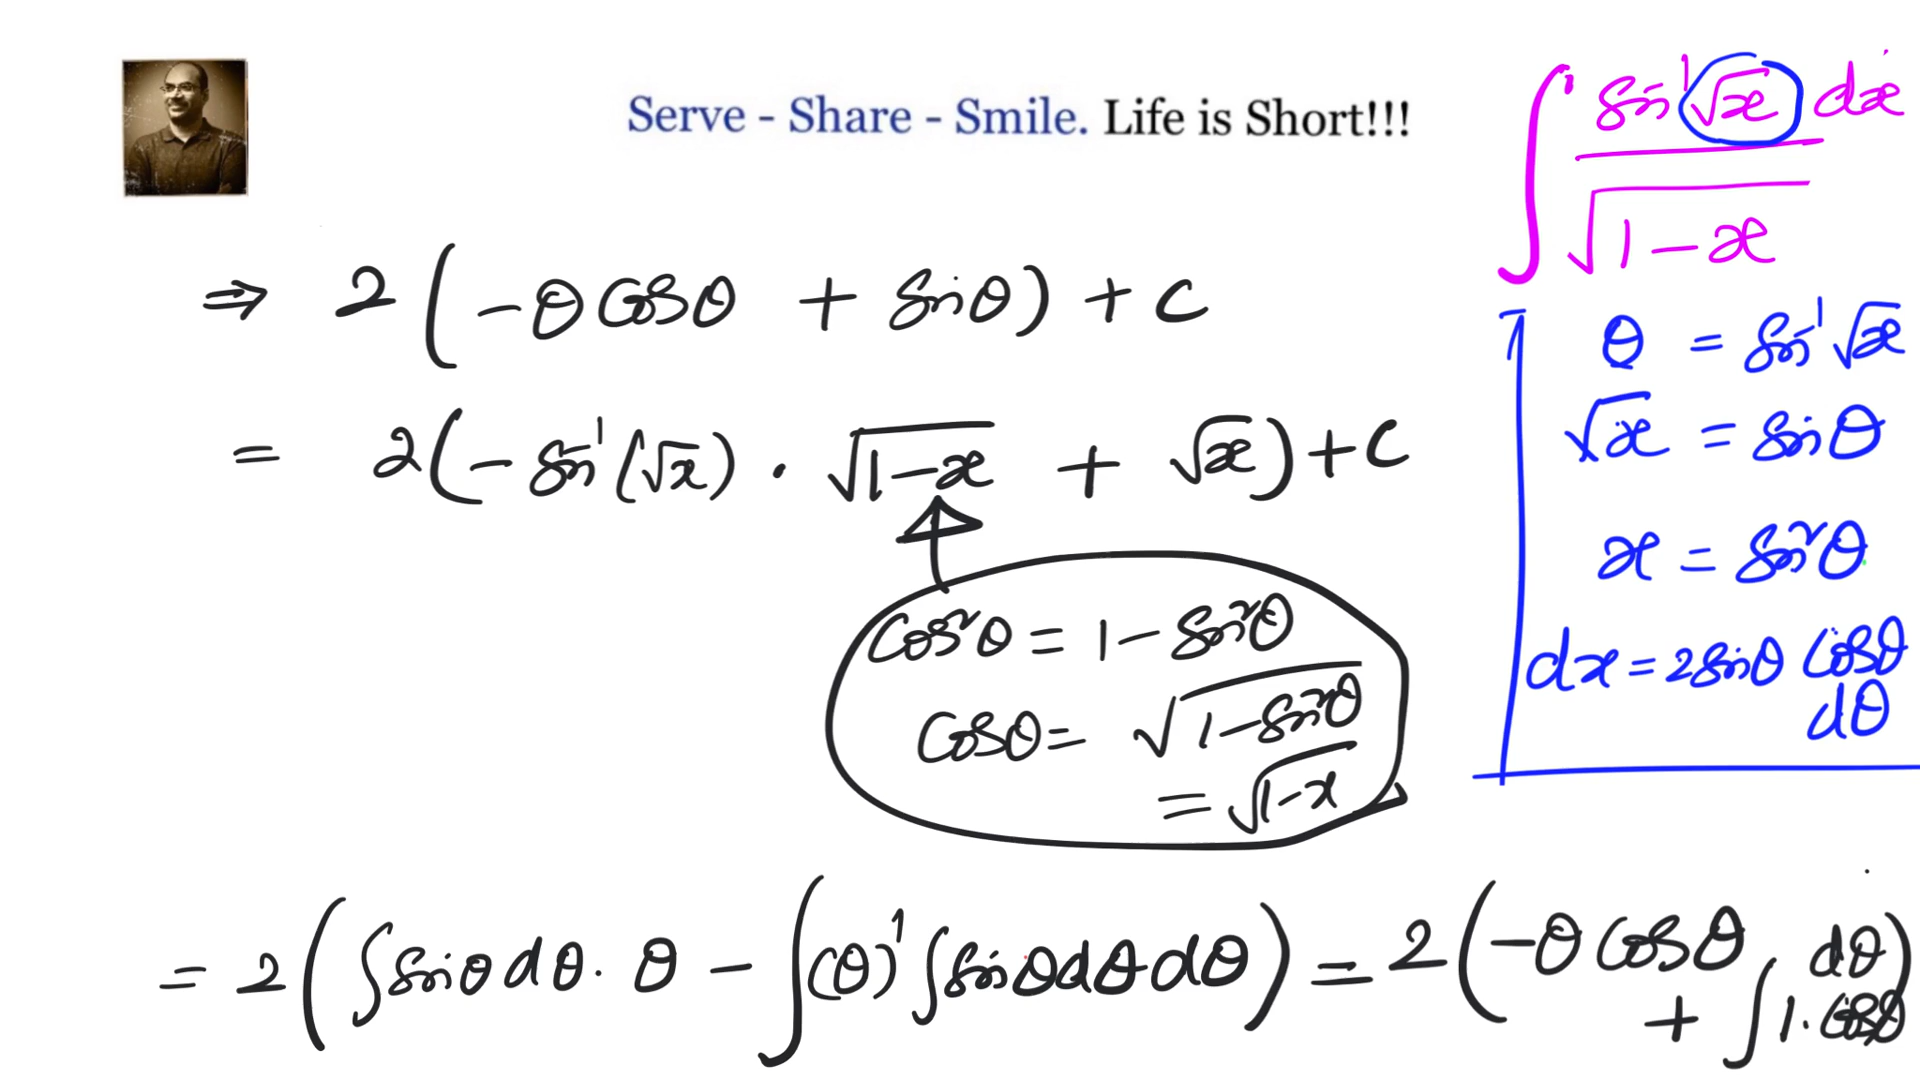 Serve - Share - Smile. Life is Short!!!
∫ sin⁻¹√x dx / √(1-x)
⇒ 2(-θ cosθ + sinθ) + c
= 2(-sin⁻¹(√x) · √(1-x) + √x) + c
cos²θ = 1 - sin²θ
cosθ = √(1-sin²θ)
= √(1-x)
θ = sin⁻¹√x
√x = sinθ
x = sin²θ
dx = 2sinθ cosθ
dθ
= 2(∫sinθ dθ. θ - ∫(θ)' ∫sinθ dθ dθ) = 2(-θ cosθ + ∫1. cosθ dθ)